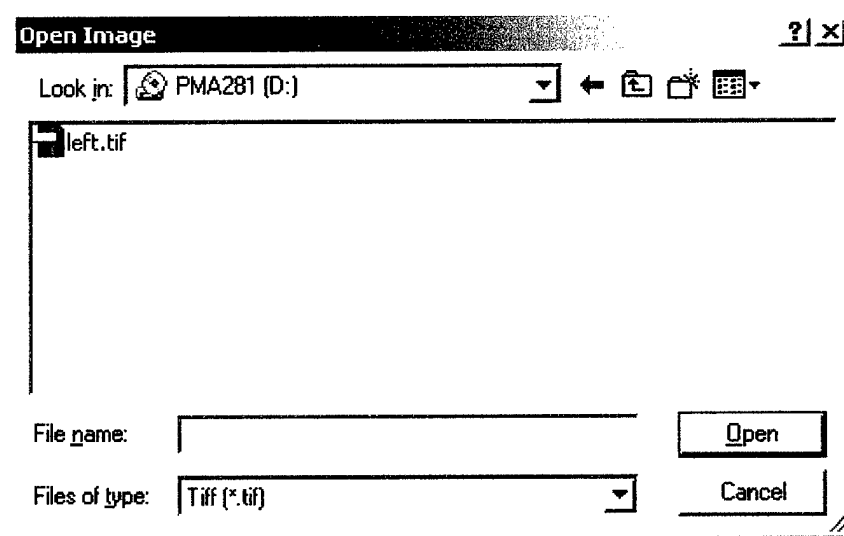 Open Image ? ×
Look in: PMA281 (D:)
left.tif
File name: Open
Files of type: Tiff (*.tif) Cancel